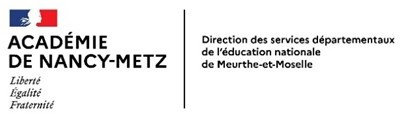 ACADÉMIE
DE NANCY-METZ
Liberté
Égalité
Fraternité
Direction des services départementaux
de l'éducation nationale
de Meurthe-et-Moselle